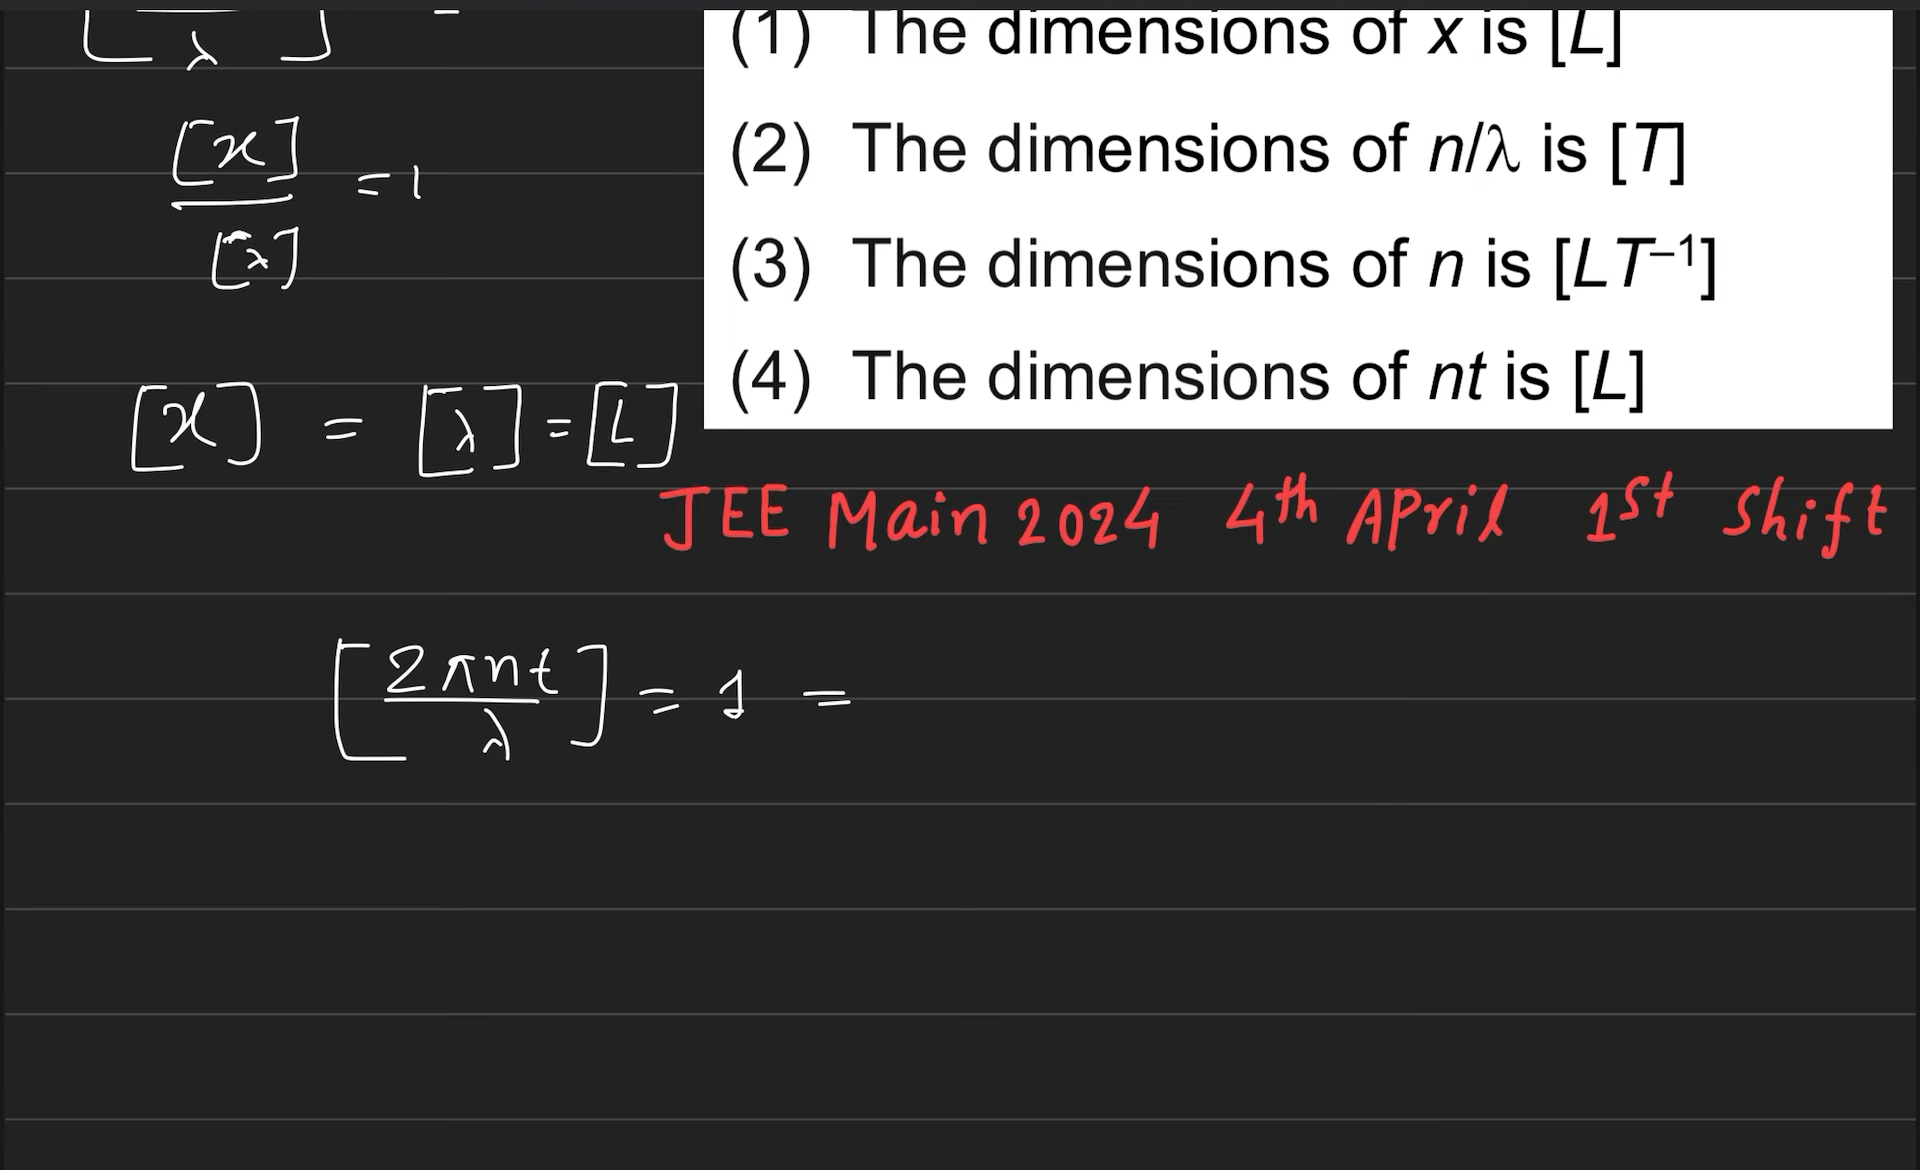 [ λ ] =
(1) The dimensions of x is [L]
[x] / [λ] = 1
(2) The dimensions of n/λ is [T]
(3) The dimensions of n is [LT⁻¹]
(4) The dimensions of nt is [L]
[x] = [λ] = [L]
JEE Main 2024 4th April 1st Shift
[2πnt / λ] = 1 =